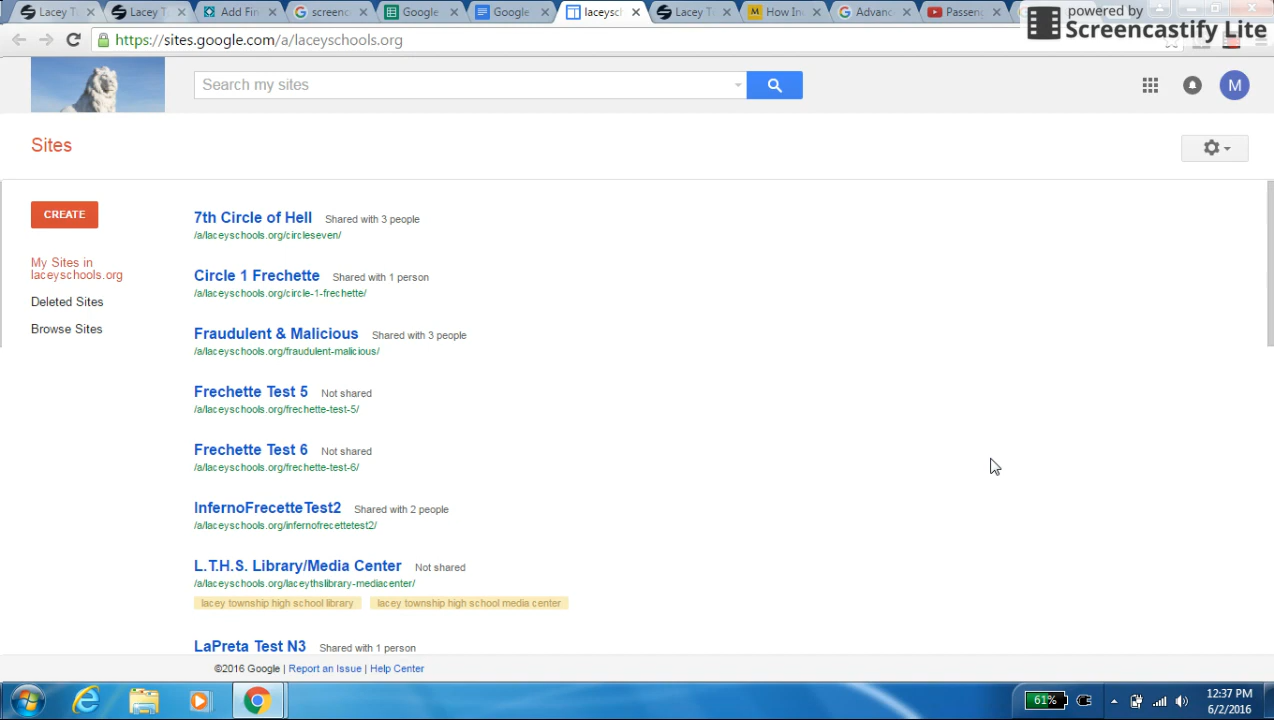 Lacey T
Lacey T
Add Fin
screenc
Google
Google
laceysch
Lacey T
How Ini
Advanc
Passen
powered by
Screencastify Lite
https://sites.google.com/a/laceyschools.org
Search my sites
M
Sites
CREATE
My Sites in
laceyschools.org
Deleted Sites
Browse Sites
7th Circle of Hell Shared with 3 people
/a/laceyschools.org/circleseven/
Circle 1 Frechette Shared with 1 person
/a/laceyschools.org/circle-1-frechette/
Fraudulent & Malicious Shared with 3 people
/a/laceyschools.org/fraudulent-malicious/
Frechette Test 5 Not shared
/a/laceyschools.org/frechette-test-5/
Frechette Test 6 Not shared
/a/laceyschools.org/frechette-test-6/
InfernoFrecetteTest2 Shared with 2 people
/a/laceyschools.org/infernofrecettetest2/
L.T.H.S. Library/Media Center Not shared
/a/laceyschools.org/laceythslibrary-mediacenter/
lacey township high school library lacey township high school media center
LaPreta Test N3 Shared with 1 person
©2016 Google | Report an Issue | Help Center
61%
12:37 PM
6/2/2016